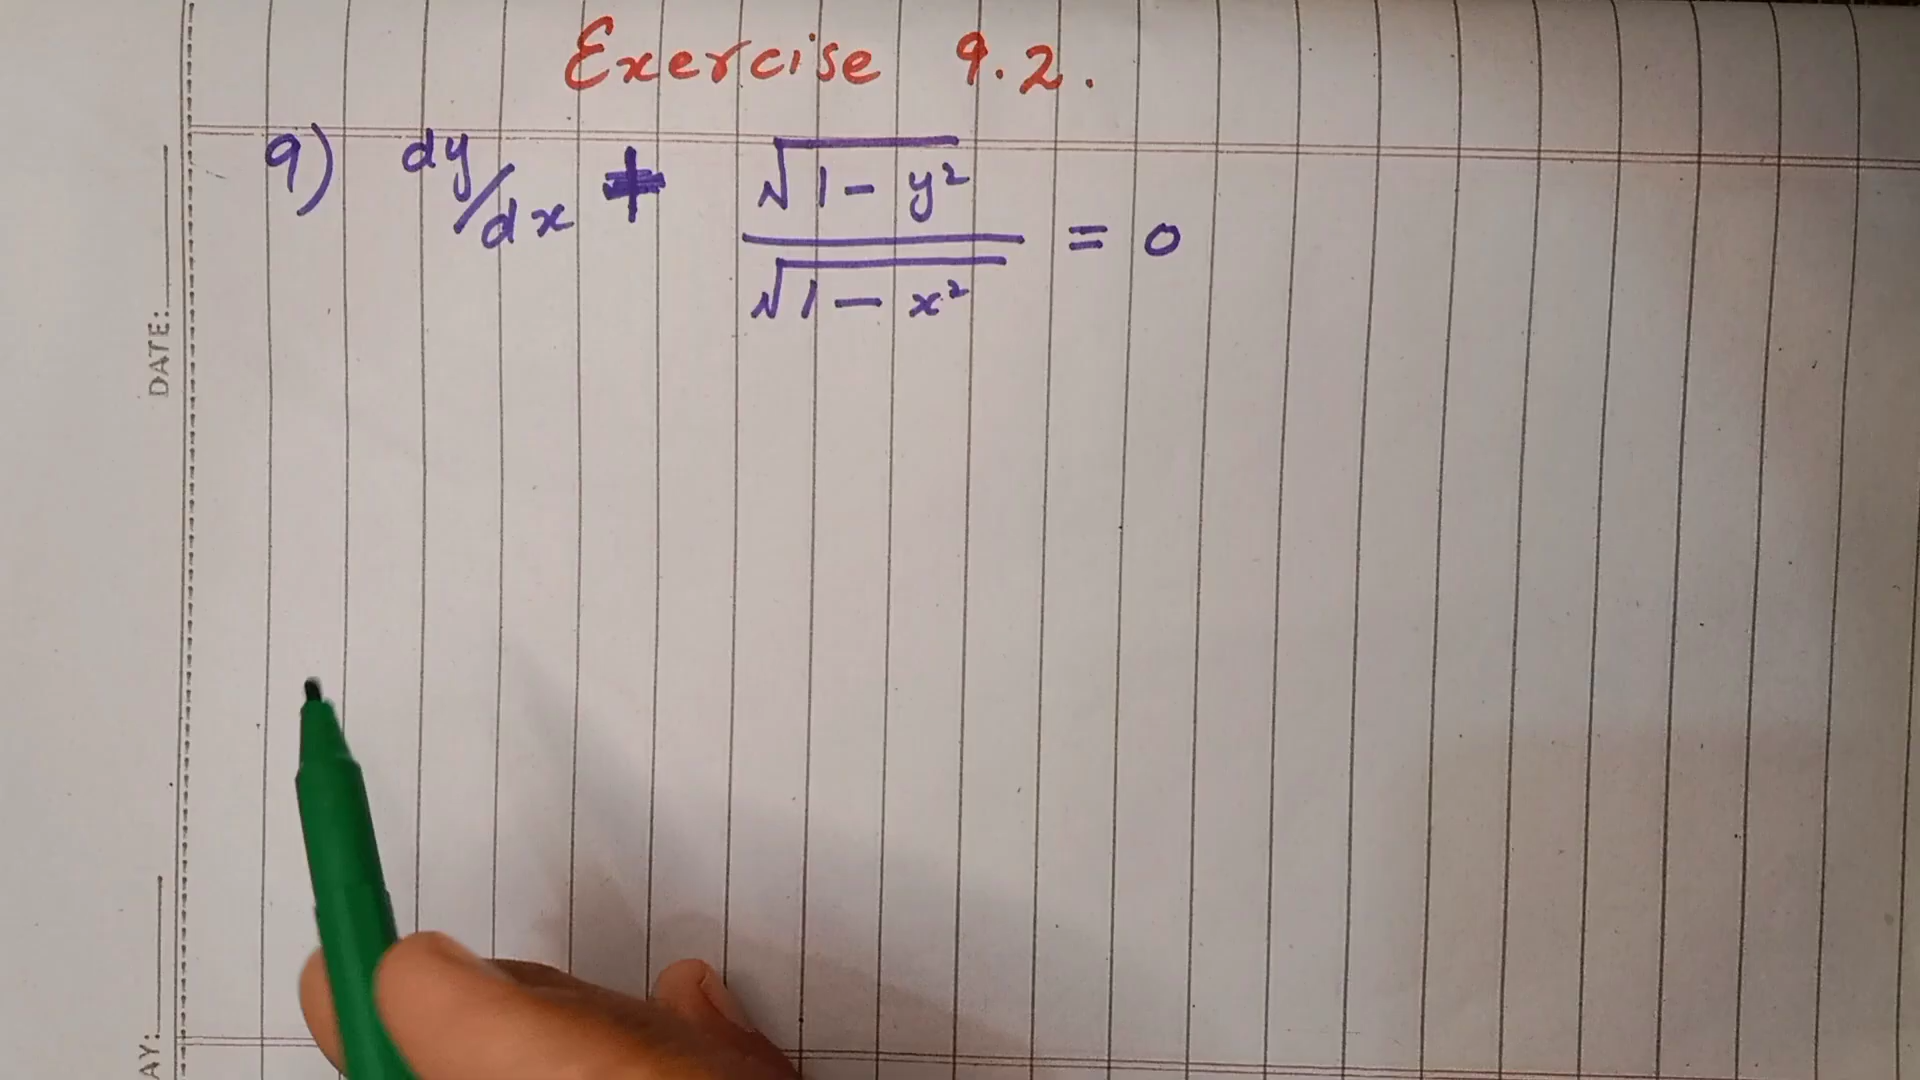 Exercise 9.2.
9) dy/dx + √1 - y² / √1 - x² = 0
DATE:
AY: